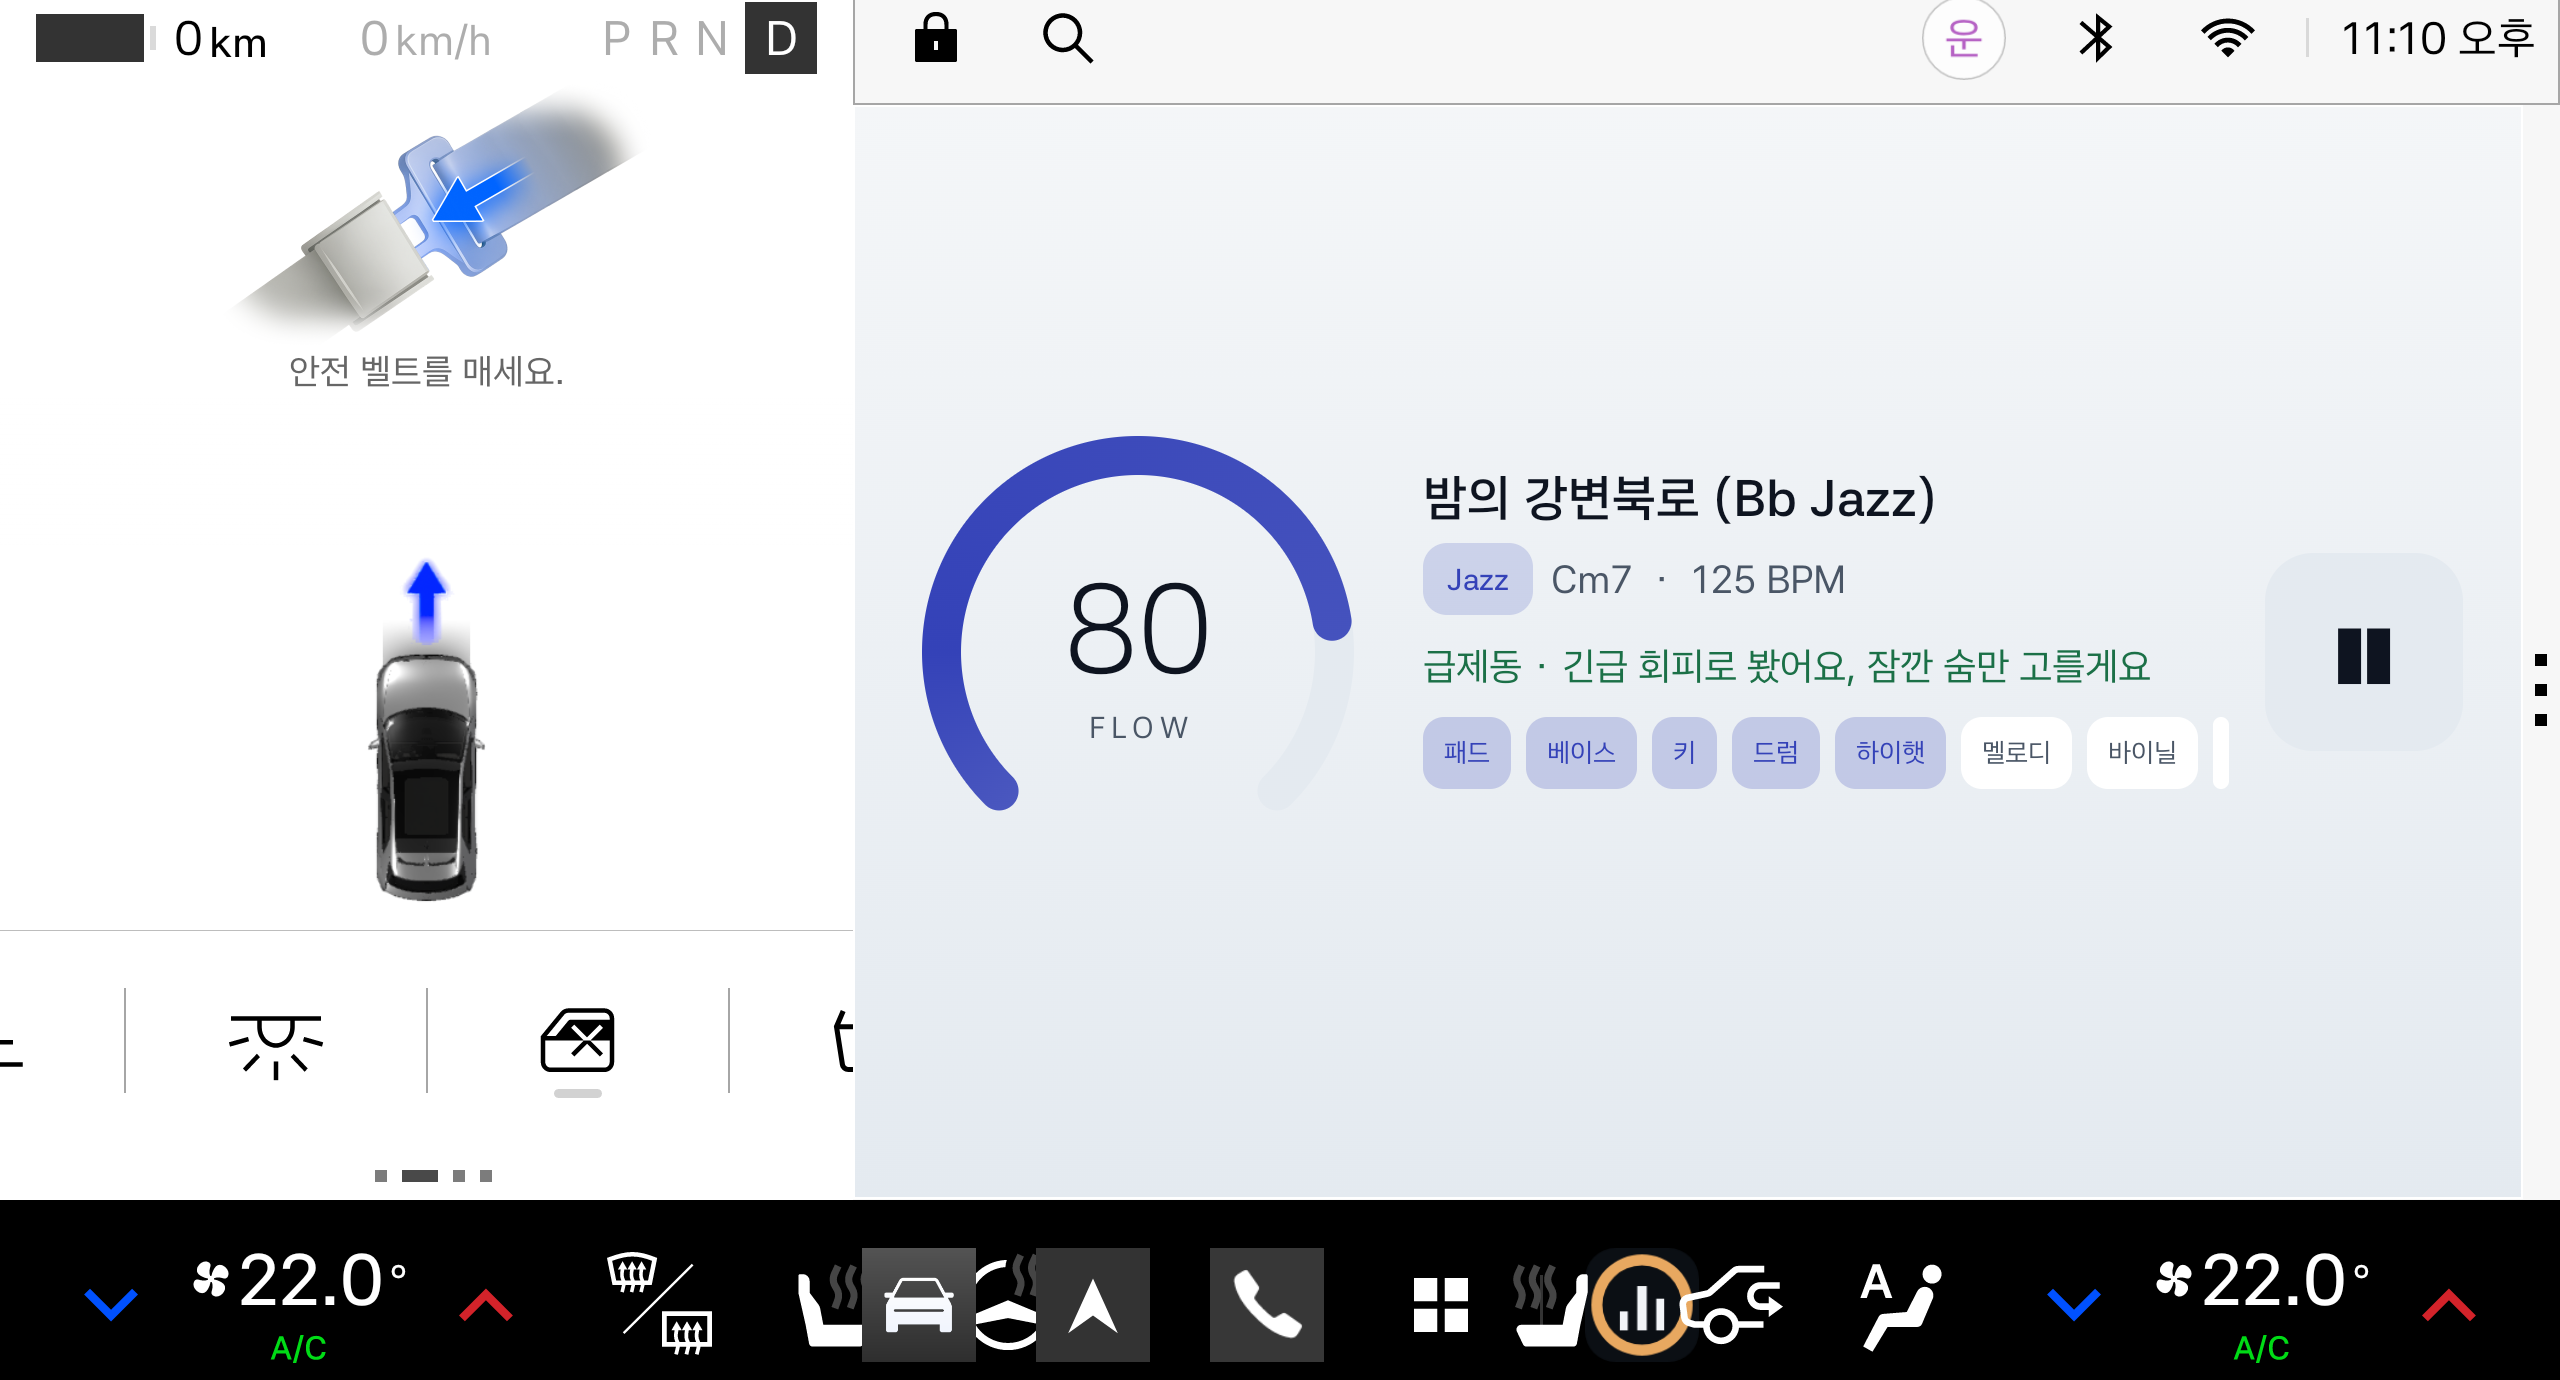 0 km
0 km/h
P R N D
운
11:10 오후
안전 벨트를 매세요.
80
FLOW
밤의 강변북로 (Bb Jazz)
Jazz
Cm7 · 125 BPM
급제동 · 긴급 회피로 봤어요, 잠깐 숨만 고를게요
패드
베이스
키
드럼
하이햇
멜로디
바이닐
22.0°
A/C
A
22.0°
A/C